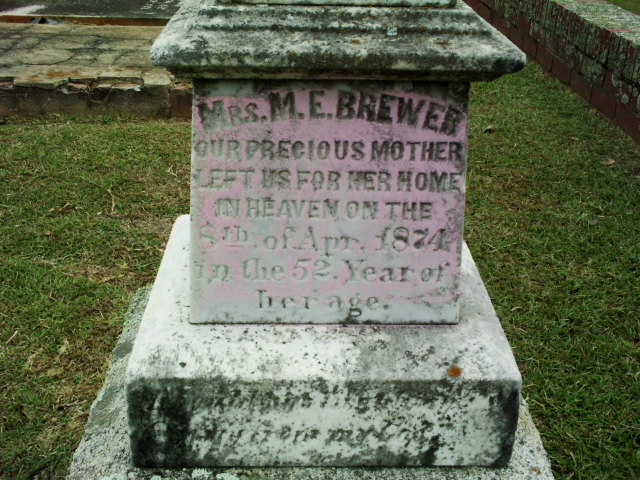 MRS. M. E. BREWER
OUR PRECIOUS MOTHER
LEFT US FOR HER HOME
IN HEAVEN ON THE
8th. of Apr. 1874
in the 52. Year of
her age.